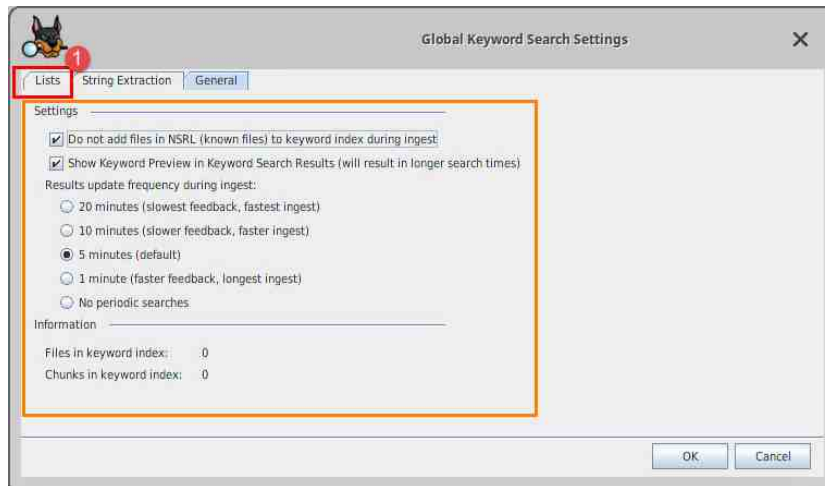 Global Keyword Search Settings
1
Lists String Extraction General
Settings
Do not add files in NSRL (known files) to keyword index during ingest
Show Keyword Preview in Keyword Search Results (will result in longer search times)
Results update frequency during ingest:
20 minutes (slowest feedback, fastest ingest)
10 minutes (slower feedback, faster ingest)
5 minutes (default)
1 minute (faster feedback, longest ingest)
No periodic searches
Information
Files in keyword index: 0
Chunks in keyword index: 0
OK Cancel